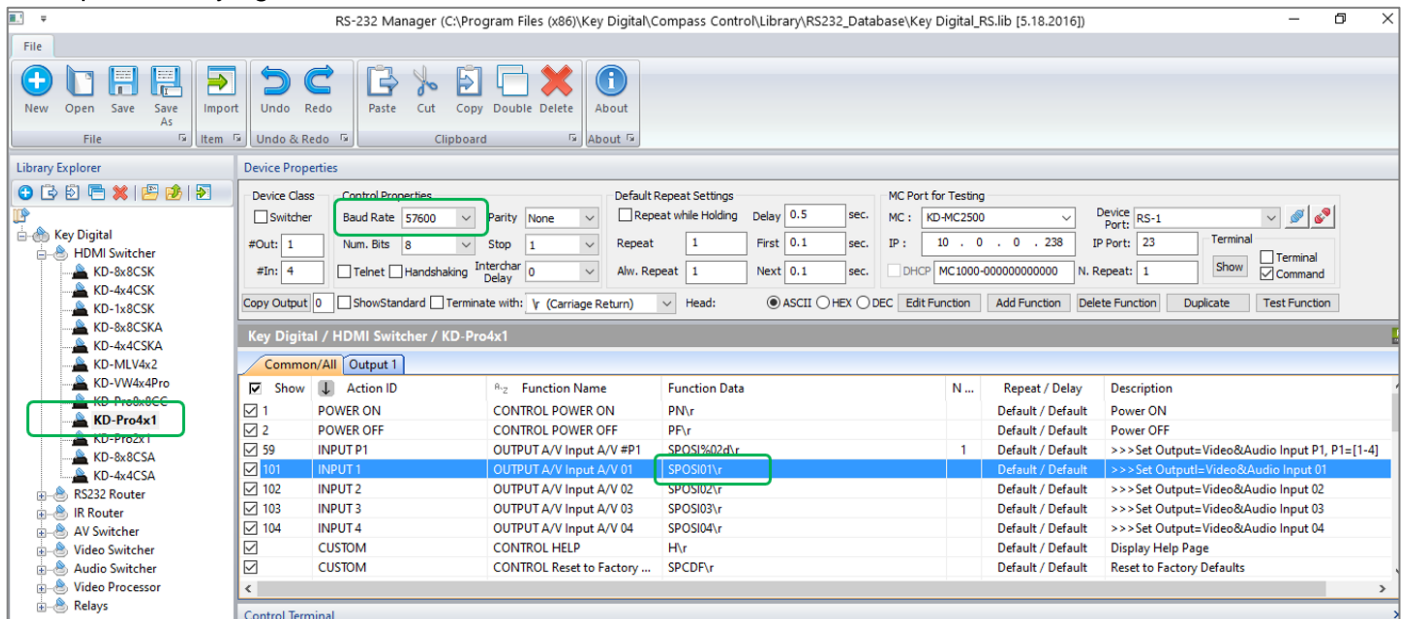 RS-232 Manager (C:\Program Files (x86)\Key Digital\Compass Control\Library\RS232_Database\Key Digital_RS.lib [5.18.2016])
File
New Open Save Save As Import Undo Redo Paste Cut Copy Double Delete About
File Item Undo & Redo Clipboard About
Library Explorer
Key Digital
HDMI Switcher
KD-8x8CSK
KD-4x4CSK
KD-1x8CSK
KD-8x8CSKA
KD-4x4CSKA
KD-MLV4x2
KD-VW4x4Pro
KD-Pro8x8CC
KD-Pro4x1
KD-Pro2x1
KD-8x8CSA
KD-4x4CSA
RS232 Router
IR Router
AV Switcher
Video Switcher
Audio Switcher
Video Processor
Relays
Device Properties
Device Class Control Properties Default Repeat Settings MC Port for Testing
Switcher Baud Rate 57600 Parity None Repeat while Holding Delay 0.5 sec. MC : KD-MC2500 Device Port: RS-1
#Out: 1 Num. Bits 8 Stop 1 Repeat 1 First 0.1 sec. IP : 10 . 0 . 0 . 238 IP Port: 23 Terminal Show Terminal
#In: 4 Telnet Handshaking Interchar Delay 0 Alw. Repeat 1 Next 0.1 sec. DHCP MC1000-000000000000 N. Repeat: 1 Command
Copy Output 0 ShowStandard Terminate with: \r (Carriage Return) Head: ASCII HEX DEC Edit Function Add Function Delete Function Duplicate Test Function
Key Digital / HDMI Switcher / KD-Pro4x1
Common/All Output 1
Show Action ID A-Z Function Name Function Data N ... Repeat / Delay Description
1 POWER ON CONTROL POWER ON PN\r Default / Default Power ON
2 POWER OFF CONTROL POWER OFF PF\r Default / Default Power OFF
59 INPUT P1 OUTPUT A/V Input A/V #P1 SPOSI%02d\r 1 Default / Default >>>Set Output=Video&Audio Input P1, P1=[1-4]
101 INPUT 1 OUTPUT A/V Input A/V 01 SPOSI01\r Default / Default >>>Set Outputl=Video&Audio Input 01
102 INPUT 2 OUTPUT A/V Input A/V 02 SPOSI02\r Default / Default >>>Set Output=Video&Audio Input 02
103 INPUT 3 OUTPUT A/V Input A/V 03 SPOSI03\r Default / Default >>>Set Output=Video&Audio Input 03
104 INPUT 4 OUTPUT A/V Input A/V 04 SPOSI04\r Default / Default >>>Set Output=Video&Audio Input 04
CUSTOM CONTROL HELP H\r Default / Default Display Help Page
CUSTOM CONTROL Reset to Factory ... SPCDF\r Default / Default Reset to Factory Defaults
Control Terminal